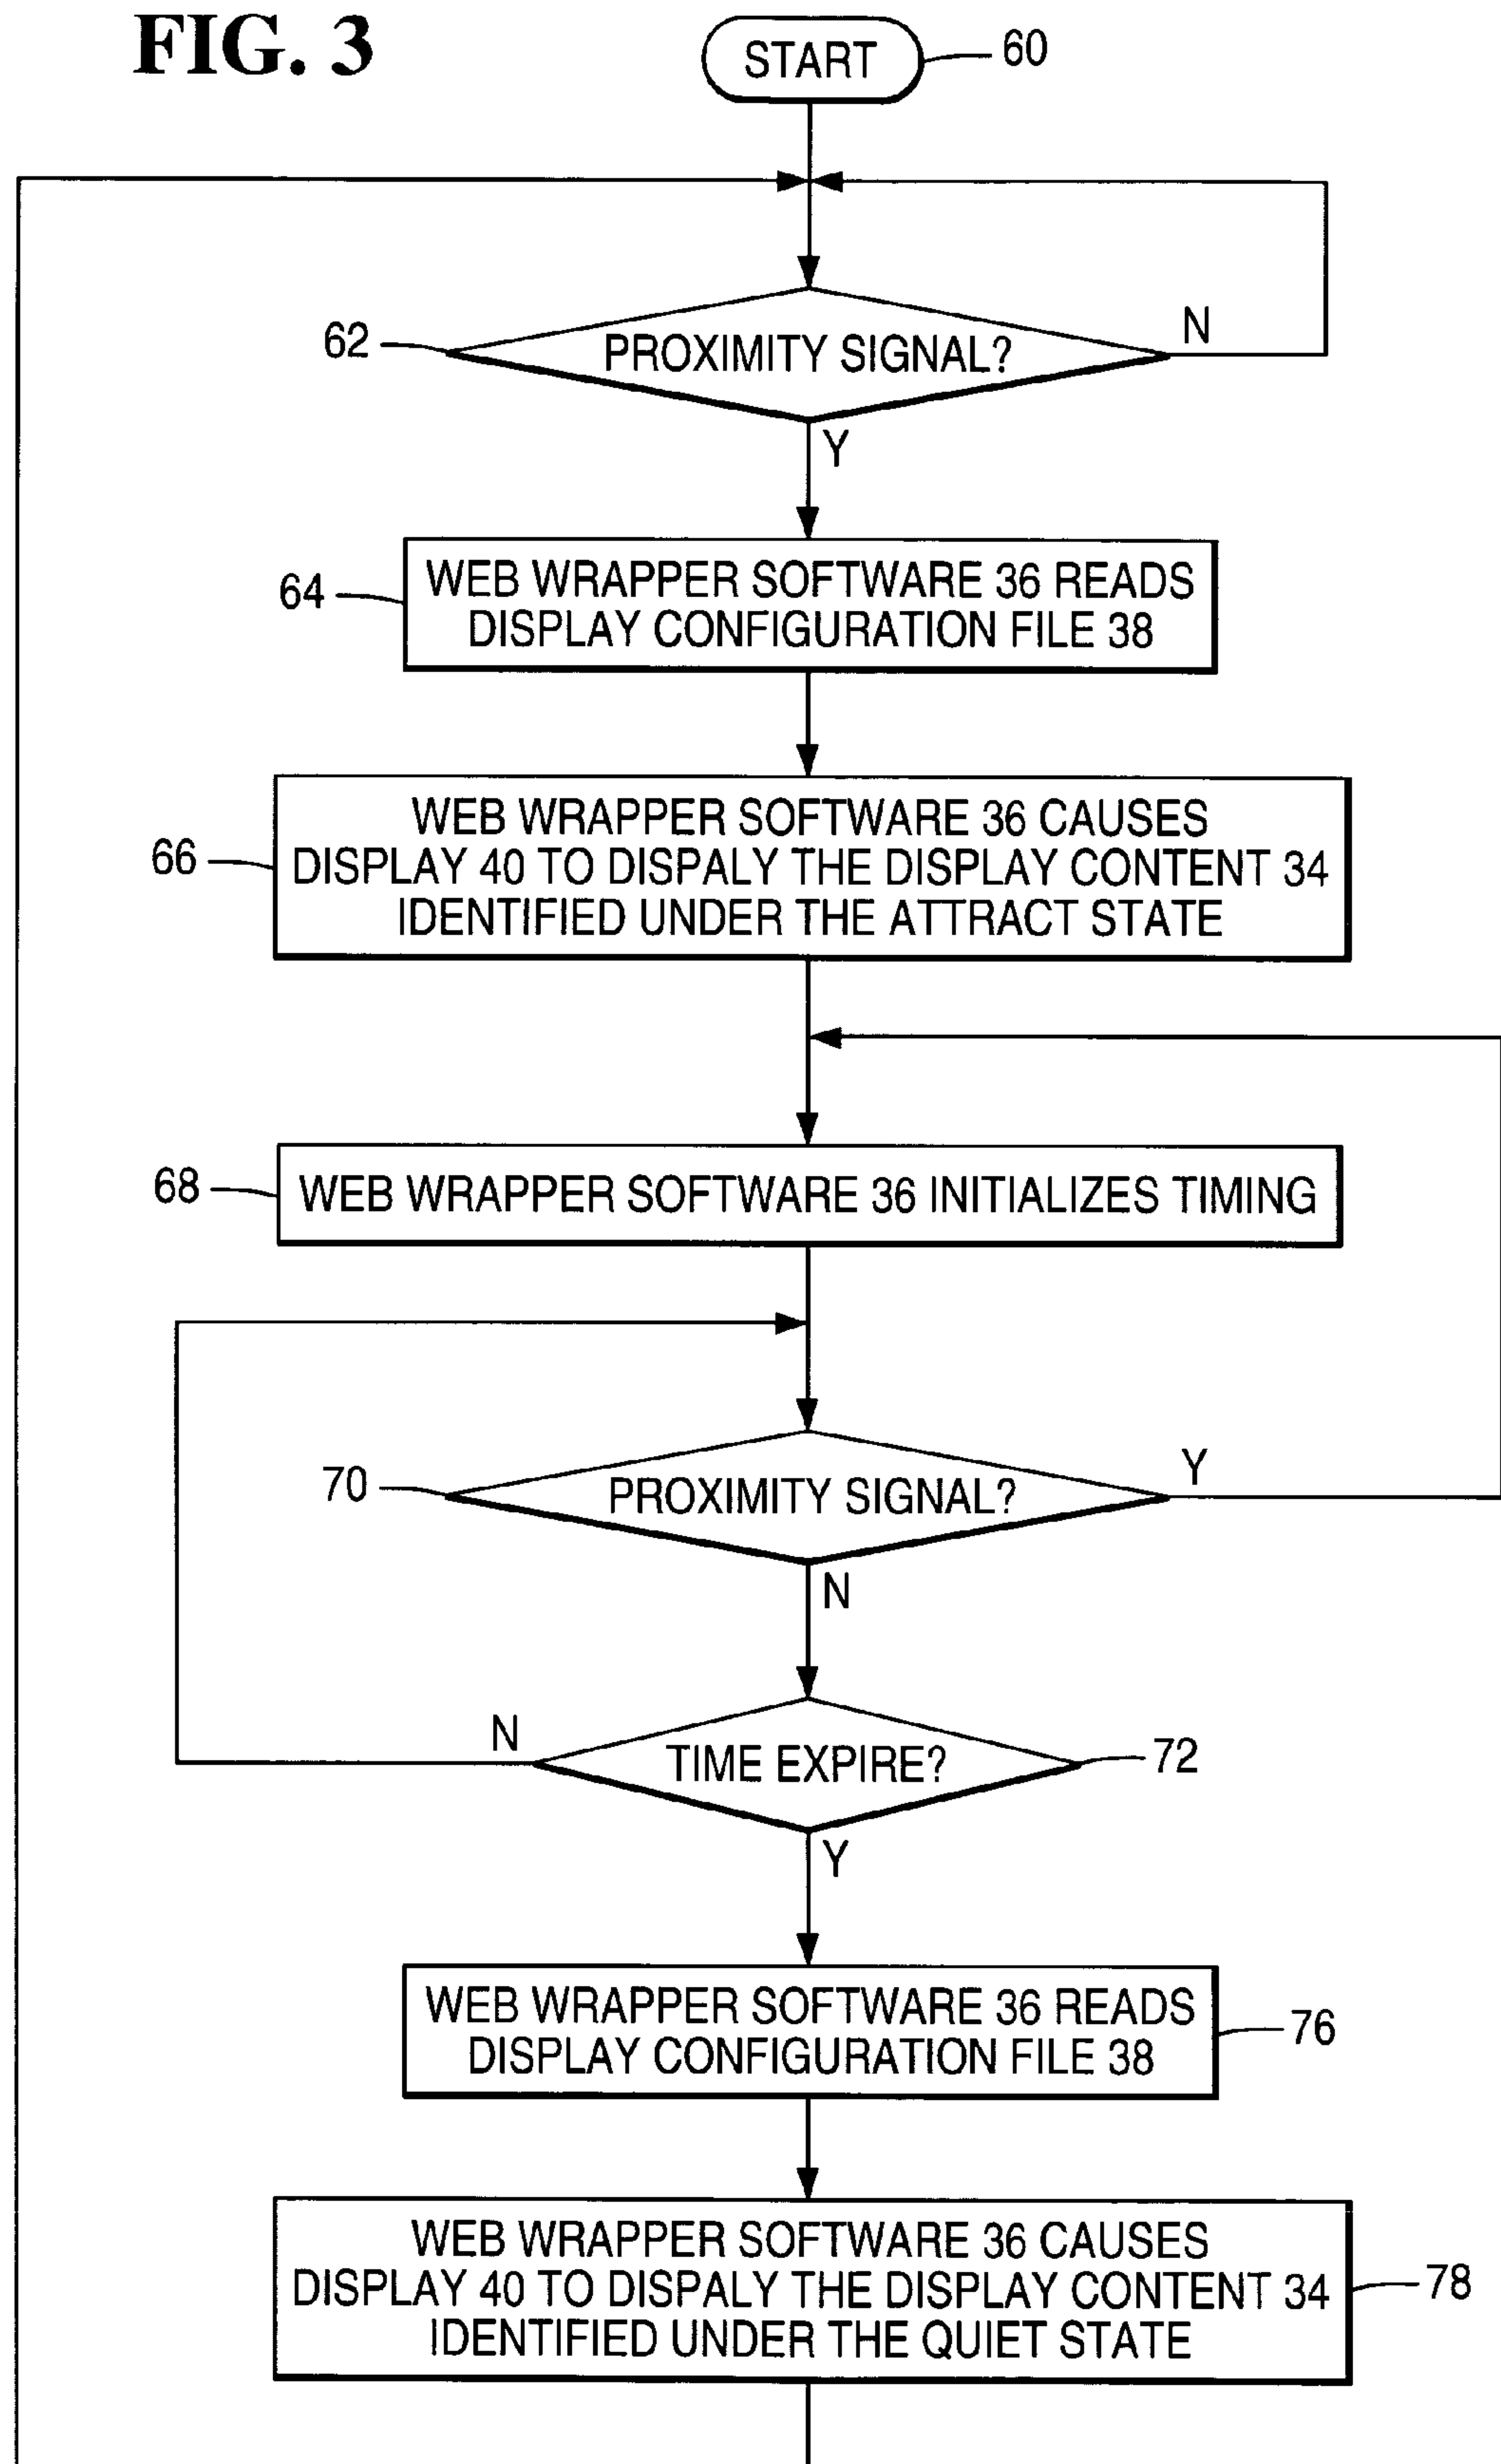 FIG. 3
START
60
62
PROXIMITY SIGNAL?
N
Y
64
WEB WRAPPER SOFTWARE 36 READS
DISPLAY CONFIGURATION FILE 38
66
WEB WRAPPER SOFTWARE 36 CAUSES
DISPLAY 40 TO DISPALY THE DISPLAY CONTENT 34
IDENTIFIED UNDER THE ATTRACT STATE
68
WEB WRAPPER SOFTWARE 36 INITIALIZES TIMING
70
PROXIMITY SIGNAL?
Y
N
N
TIME EXPIRE?
72
Y
WEB WRAPPER SOFTWARE 36 READS
DISPLAY CONFIGURATION FILE 38
76
WEB WRAPPER SOFTWARE 36 CAUSES
DISPLAY 40 TO DISPALY THE DISPLAY CONTENT 34
IDENTIFIED UNDER THE QUIET STATE
78